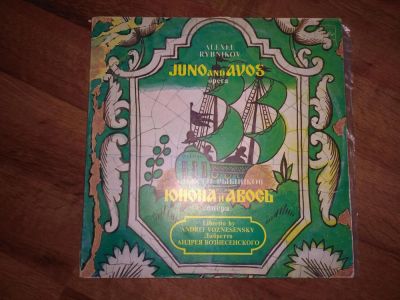 ALEXEI
RYBNIKOV
JUNO AND AVOS
opera
АЛЕКСЕЙ РЫБНИКОВ
ЮНОНА И АВОСЬ
опера
Libretto by
ANDREI VOZNESENSKY
Либретто
АНДРЕЯ ВОЗНЕСЕНСКОГО